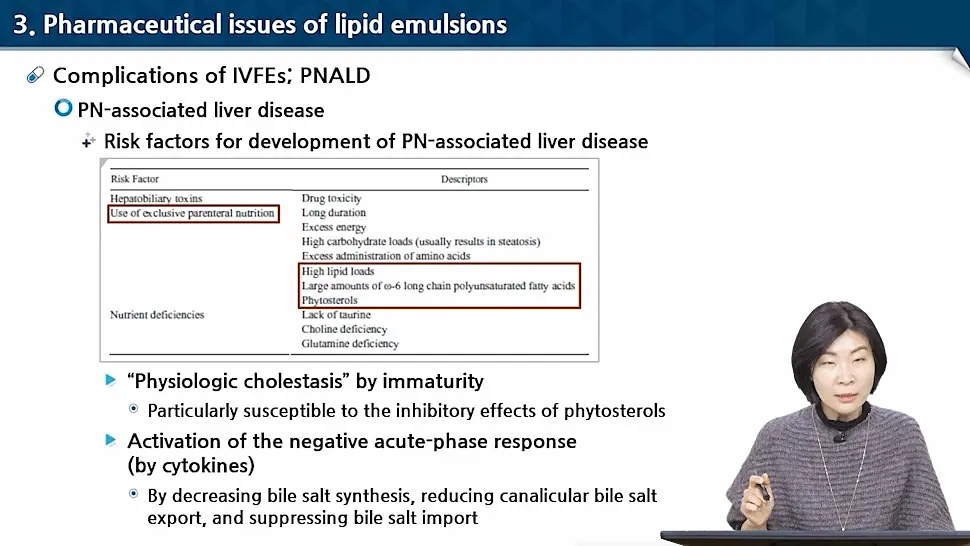 3. Pharmaceutical issues of lipid emulsions
Complications of IVFEs; PNALD
PN-associated liver disease
Risk factors for development of PN-associated liver disease
Risk Factor Descriptors
Hepatobiliary toxins Drug toxicity
Use of exclusive parenteral nutrition Long duration
Excess energy
High carbohydrate loads (usually results in steatosis)
Excess administration of amino acids
High lipid loads
Large amounts of ω-6 long chain polyunsaturated fatty acids
Phytosterols
Nutrient deficiencies Lack of taurine
Choline deficiency
Glutamine deficiency
“Physiologic cholestasis” by immaturity
Particularly susceptible to the inhibitory effects of phytosterols
Activation of the negative acute-phase response
(by cytokines)
By decreasing bile salt synthesis, reducing canalicular bile salt
export, and suppressing bile salt import